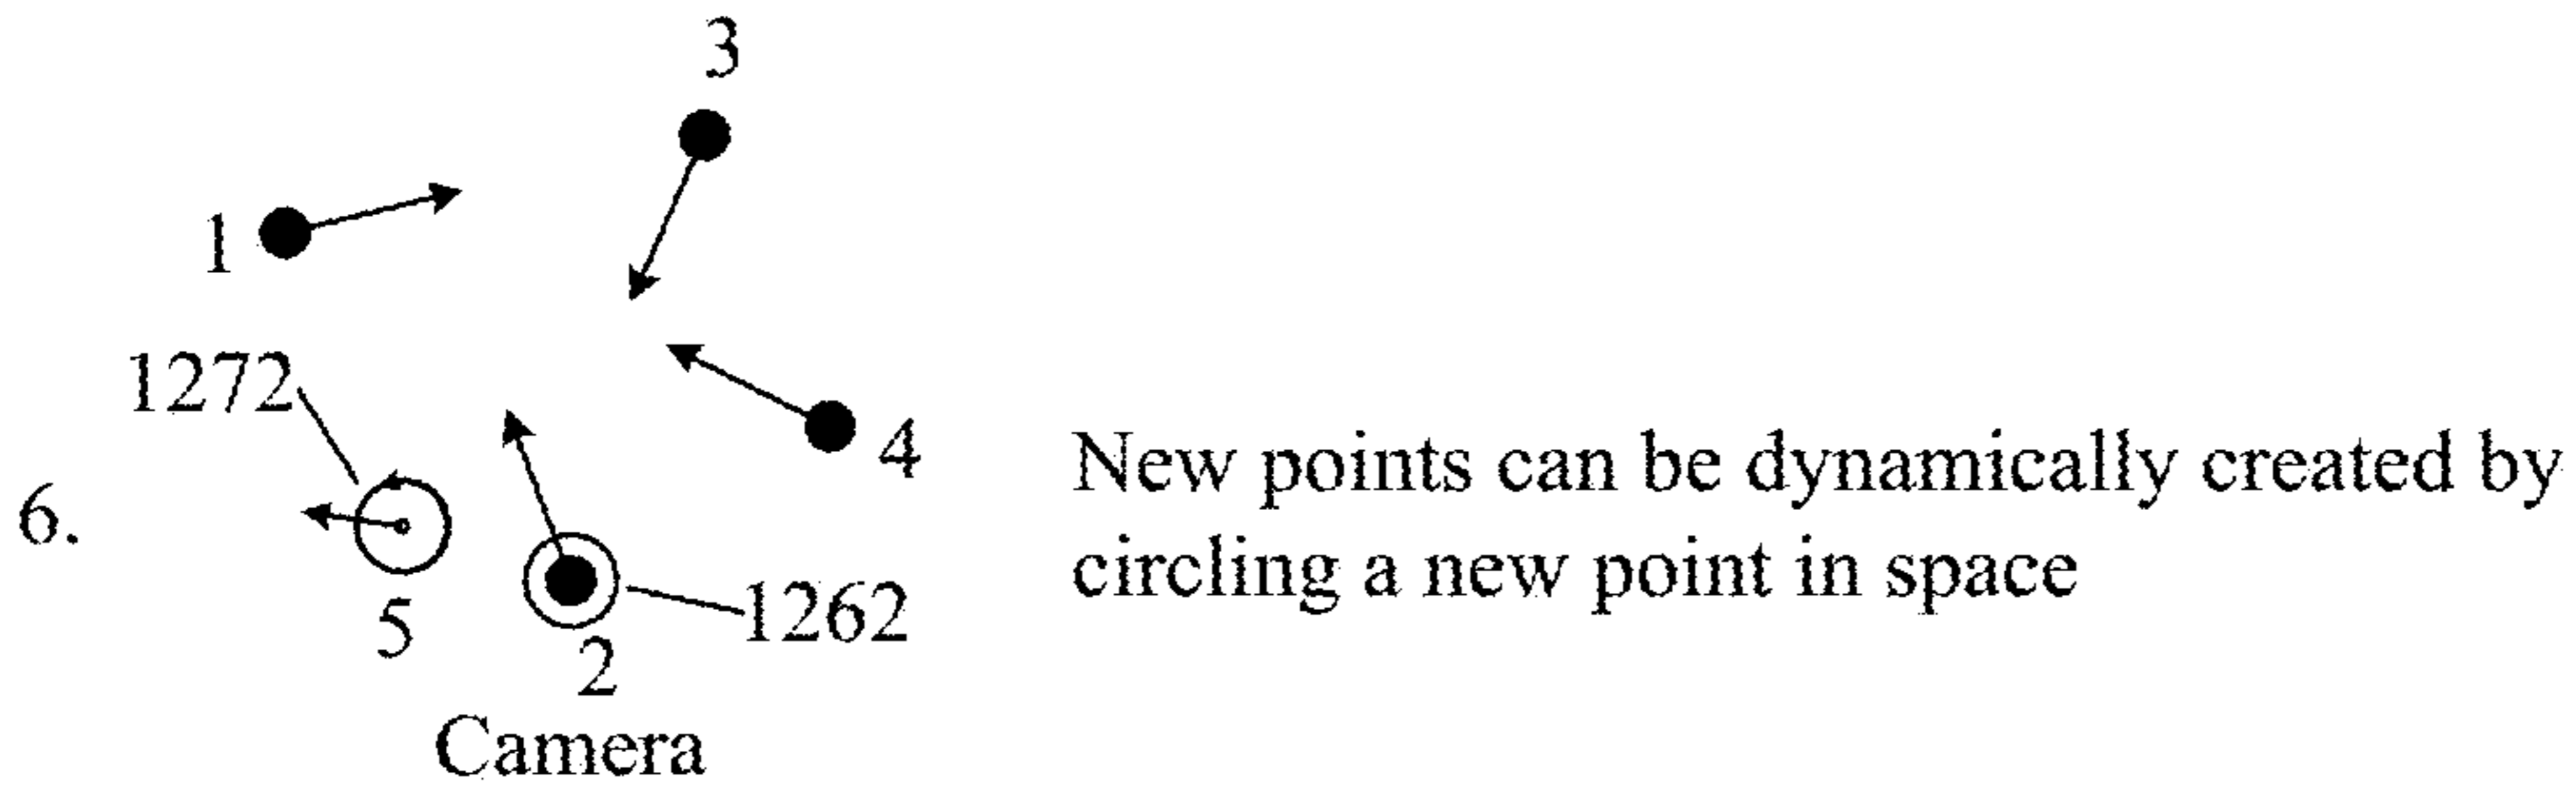 3
1
1272
4
6.
5
2
1262
Camera
New points can be dynamically created by
circling a new point in space